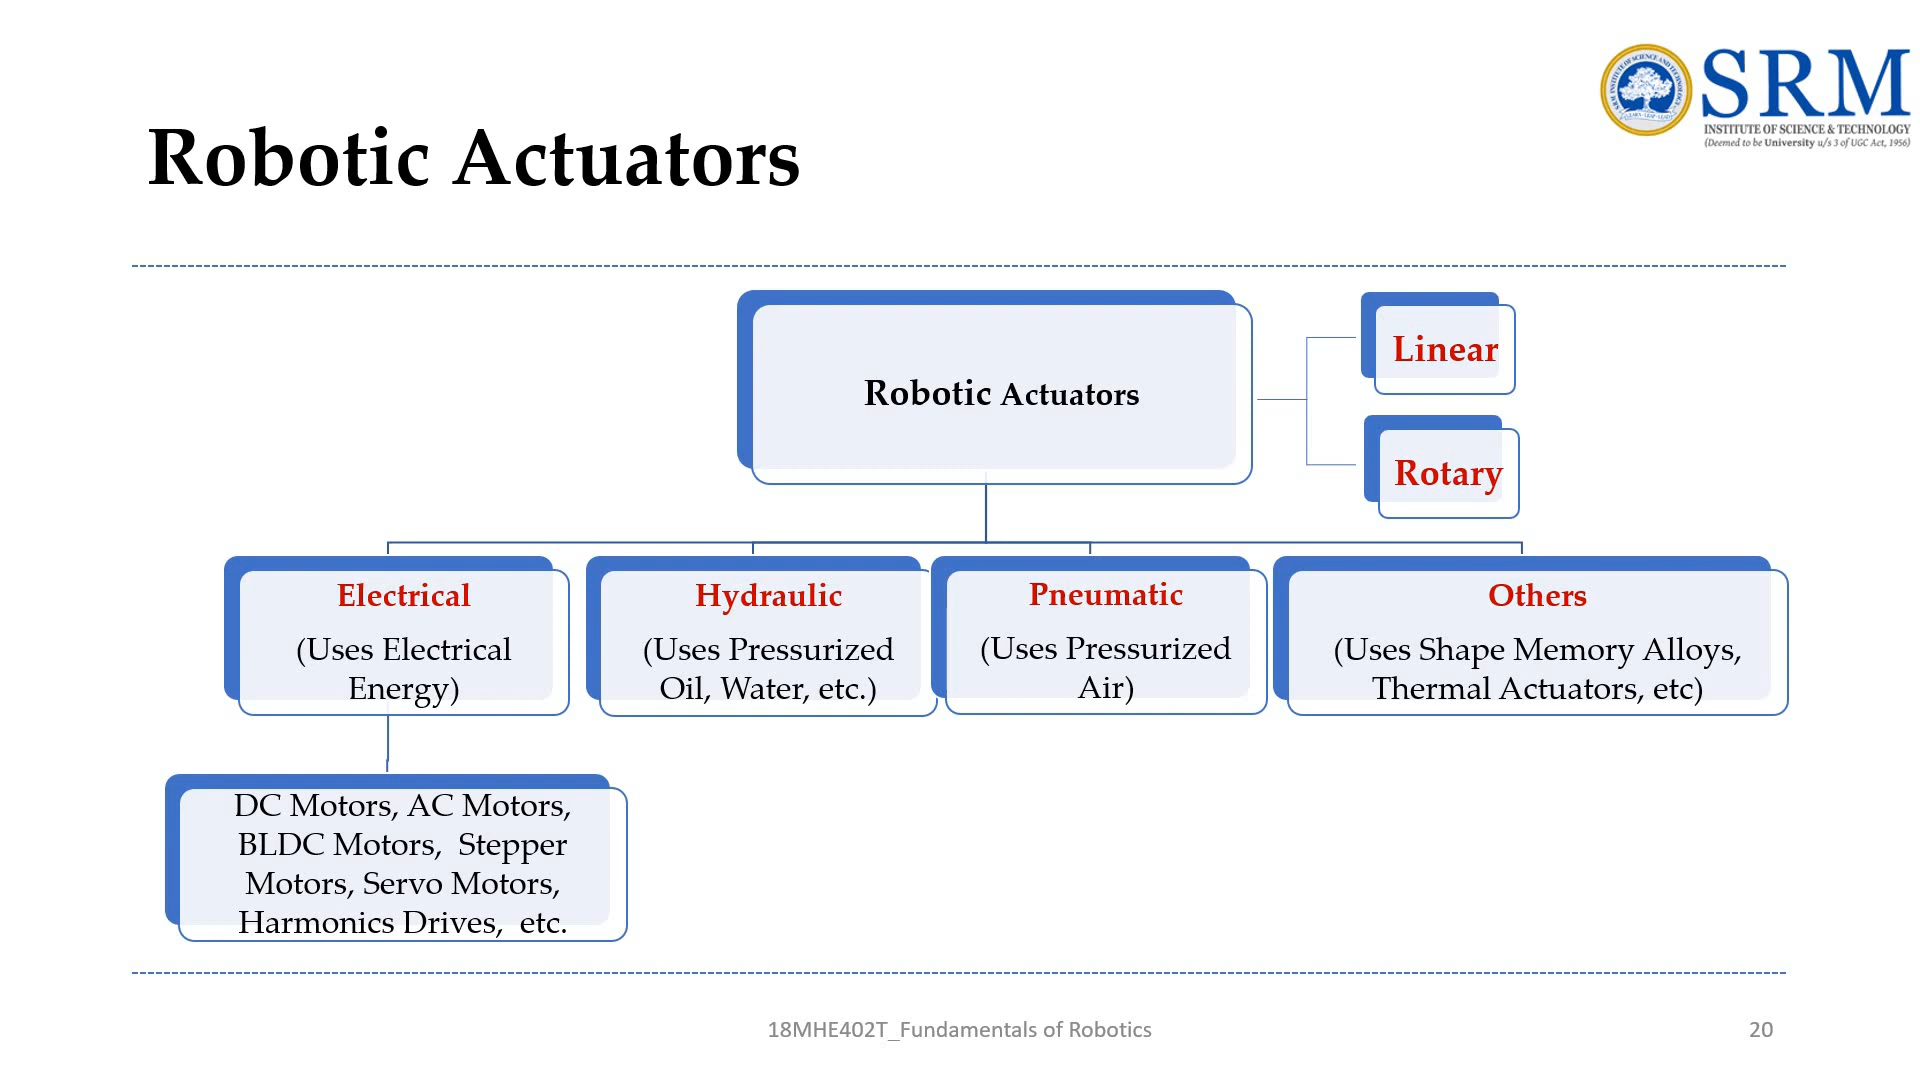 SRM
INSTITUTE OF SCIENCE & TECHNOLOGY
(Deemed to be University u/s 3 of UGC Act, 1956)
Robotic Actuators
Robotic Actuators
Linear
Rotary
Electrical
(Uses Electrical
Energy)
Hydraulic
(Uses Pressurized
Oil, Water, etc.)
Pneumatic
(Uses Pressurized
Air)
Others
(Uses Shape Memory Alloys,
Thermal Actuators, etc)
DC Motors, AC Motors,
BLDC Motors,  Stepper
Motors, Servo Motors,
Harmonics Drives,  etc.
18MHE402T_Fundamentals of Robotics
20